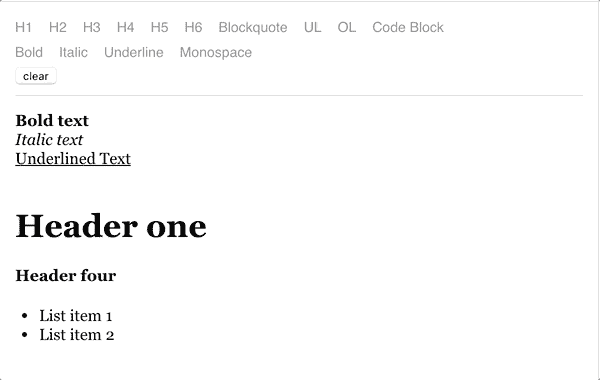 H1 H2 H3 H4 H5 H6 Blockquote UL OL Code Block
Bold Italic Underline Monospace
clear
Bold text
Italic text
Underlined Text
Header one
Header four
• List item 1
• List item 2